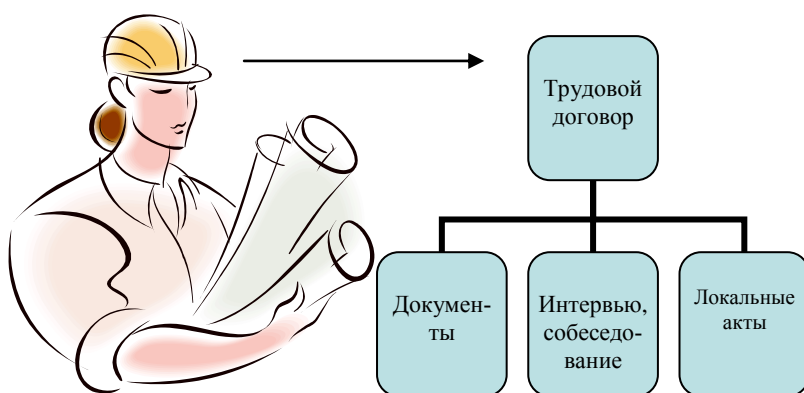 Трудовой
договор
Докумен-
ты
Интервью,
собеседо-
вание
Локальные
акты